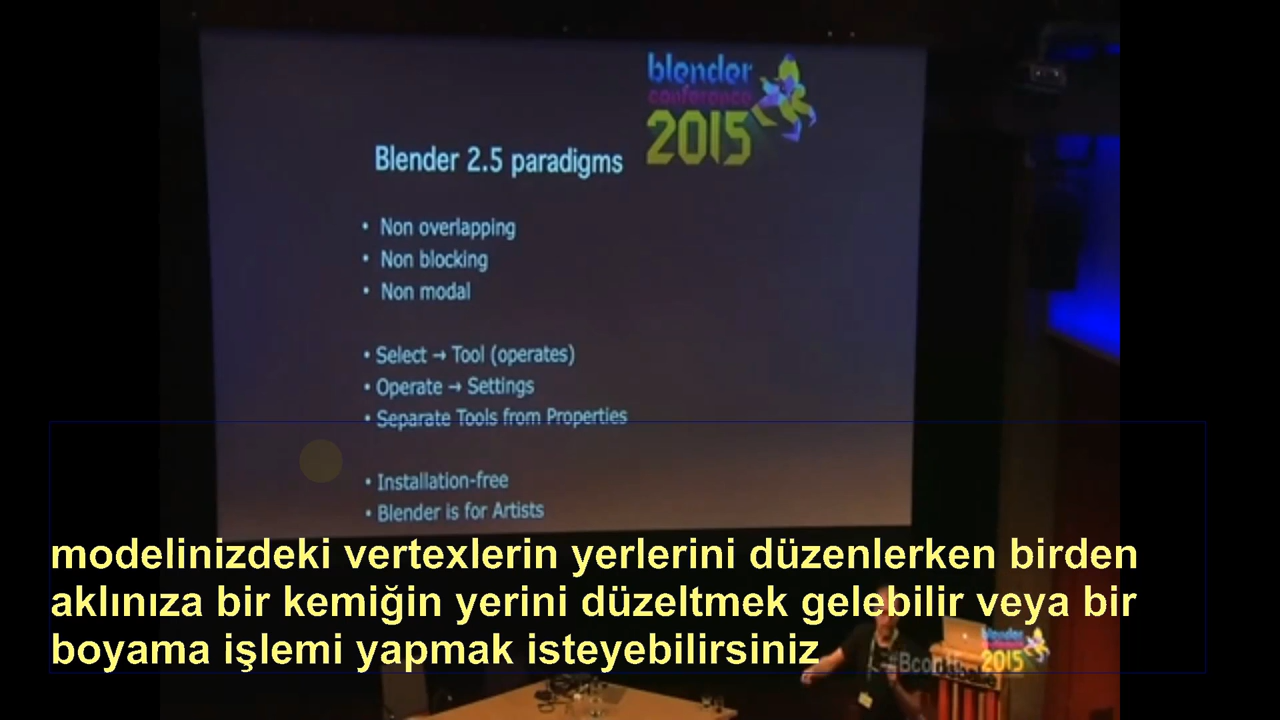 blender
conference
2015
Blender 2.5 paradigms
• Non overlapping
• Non blocking
• Non modal
• Select → Tool (operates)
• Operate → Settings
• Separate Tools from Properties
• Installation-free
• Blender is for Artists
modelinizdeki vertexlerin yerlerini düzenlerken birden
aklınıza bir kemiğin yerini düzeltmek gelebilir veya bir
boyama işlemi yapmak isteyebilirsiniz
blender
2015